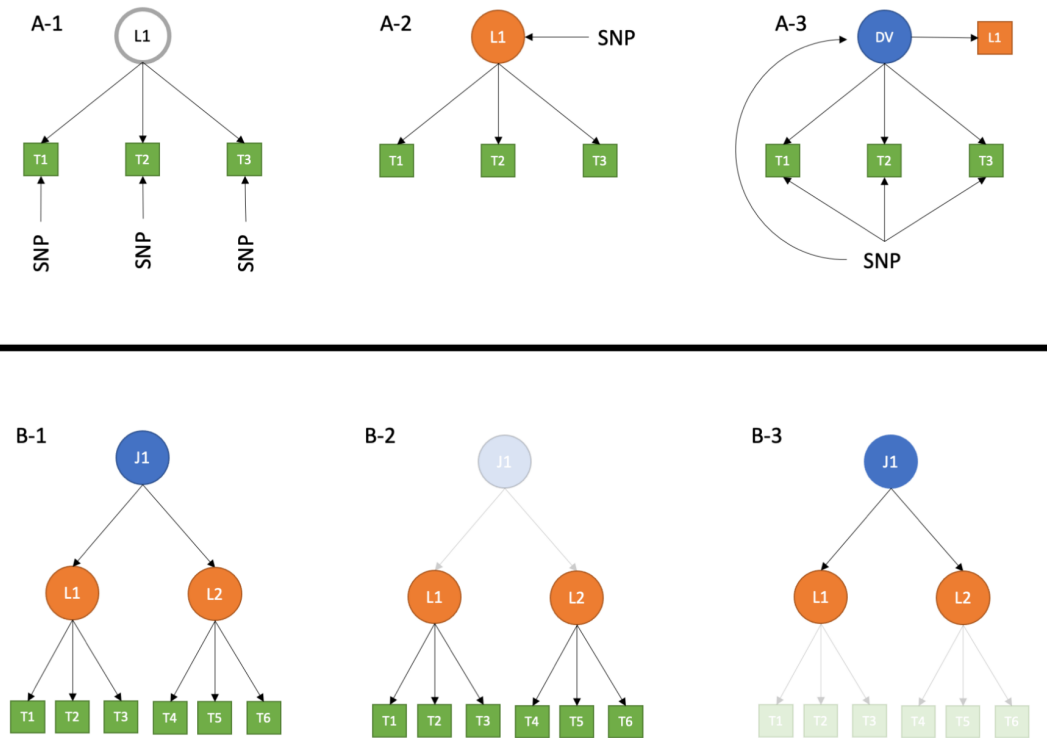 A-1
L1
T1 T2 T3
SNP SNP SNP
A-2
L1 SNP
T1 T2 T3
A-3
DV L1
T1 T2 T3
SNP
B-1
J1
L1 L2
T1 T2 T3 T4 T5 T6
B-2
J1
L1 L2
T1 T2 T3 T4 T5 T6
B-3
J1
L1 L2
T1 T2 T3 T4 T5 T6